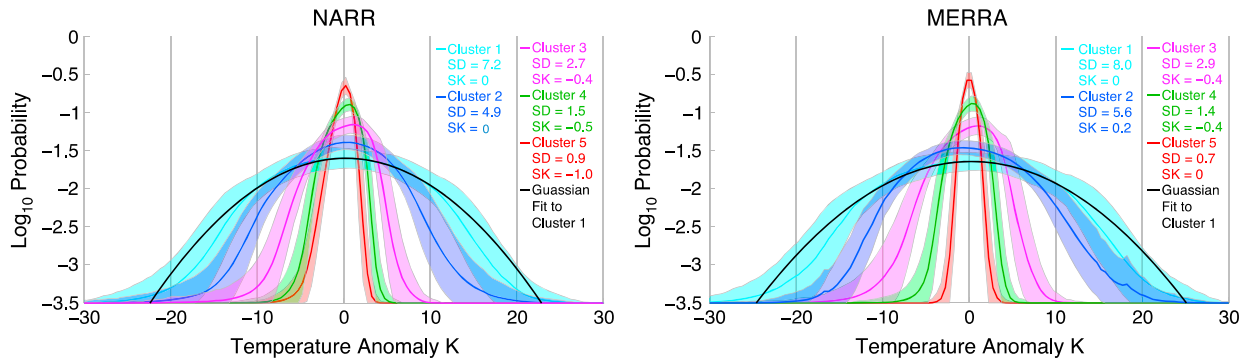 NARR
0
-0.5
-1
-1.5
-2
-2.5
-3
-3.5
Log10 Probability
-30
-20
-10
0
10
20
30
Temperature Anomaly K
Cluster 1
SD = 7.2
SK = 0
Cluster 2
SD = 4.9
SK = 0
Cluster 3
SD = 2.7
SK = -0.4
Cluster 4
SD = 1.5
SK = -0.5
Cluster 5
SD = 0.9
SK = -1.0
Guassian
Fit to
Cluster 1
MERRA
0
-0.5
-1
-1.5
-2
-2.5
-3
-3.5
Log10 Probability
-30
-20
-10
0
10
20
30
Temperature Anomaly K
Cluster 1
SD = 8.0
SK = 0
Cluster 2
SD = 5.6
SK = 0.2
Cluster 3
SD = 2.9
SK = -0.4
Cluster 4
SD = 1.4
SK = -0.4
Cluster 5
SD = 0.7
SK = 0
Guassian
Fit to
Cluster 1